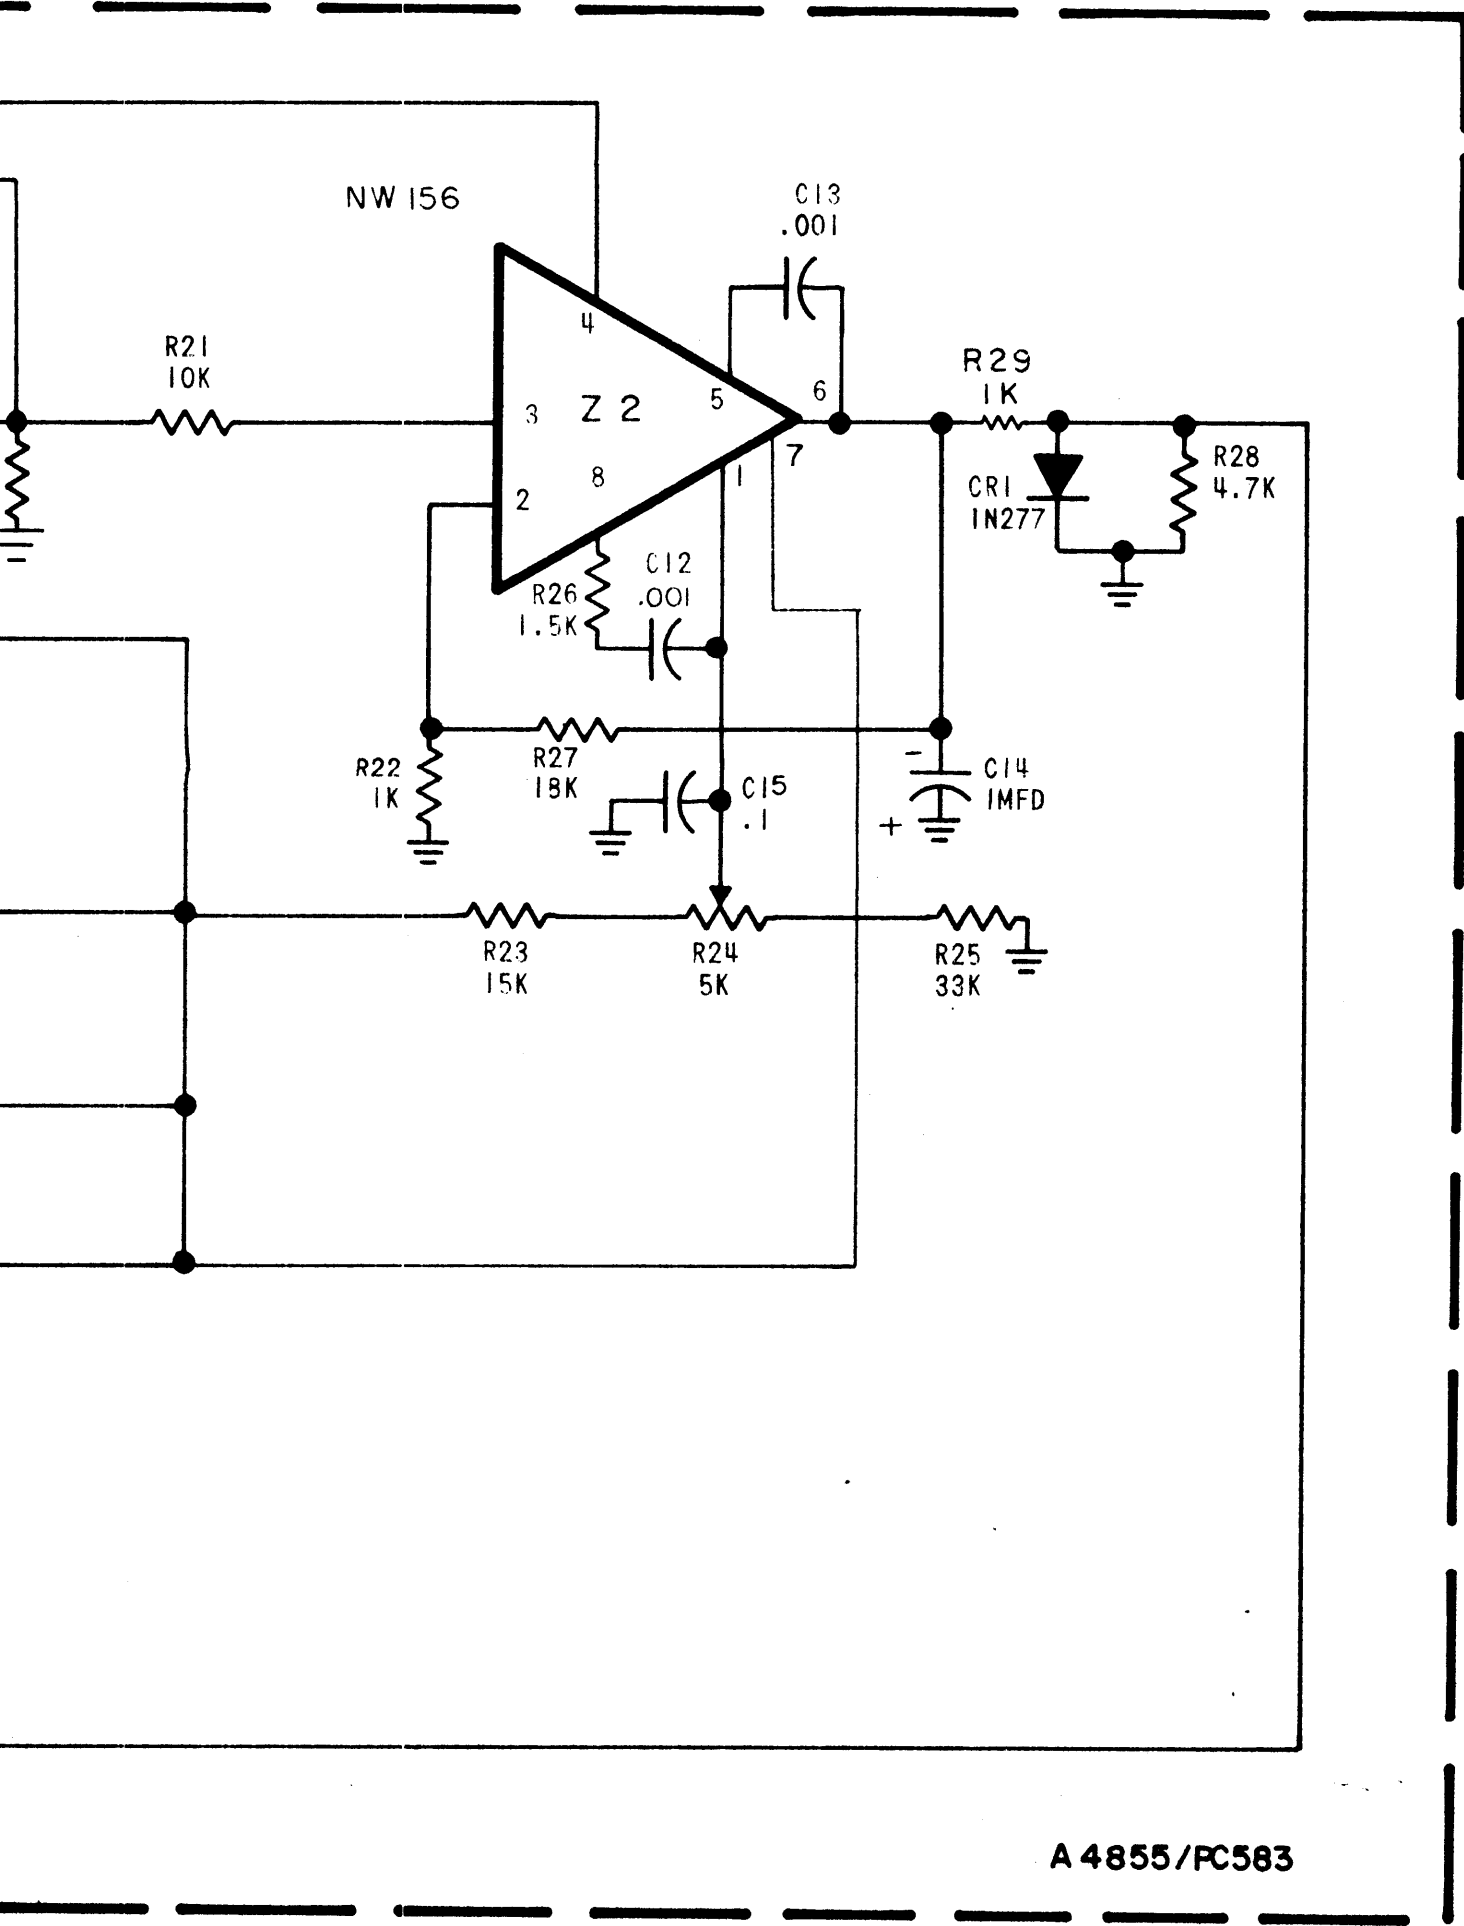 NW 156
C13
.001
R21
10K
4
5
6
R29
1K
3
Z 2
7
8
1
2
R28
4.7K
CR1
1N277
C12
.001
R26
1.5K
R27
18K
R22
1K
-
C14
1MFD
+
C15
.1
R23
15K
R24
5K
R25
33K
A4855/PC583